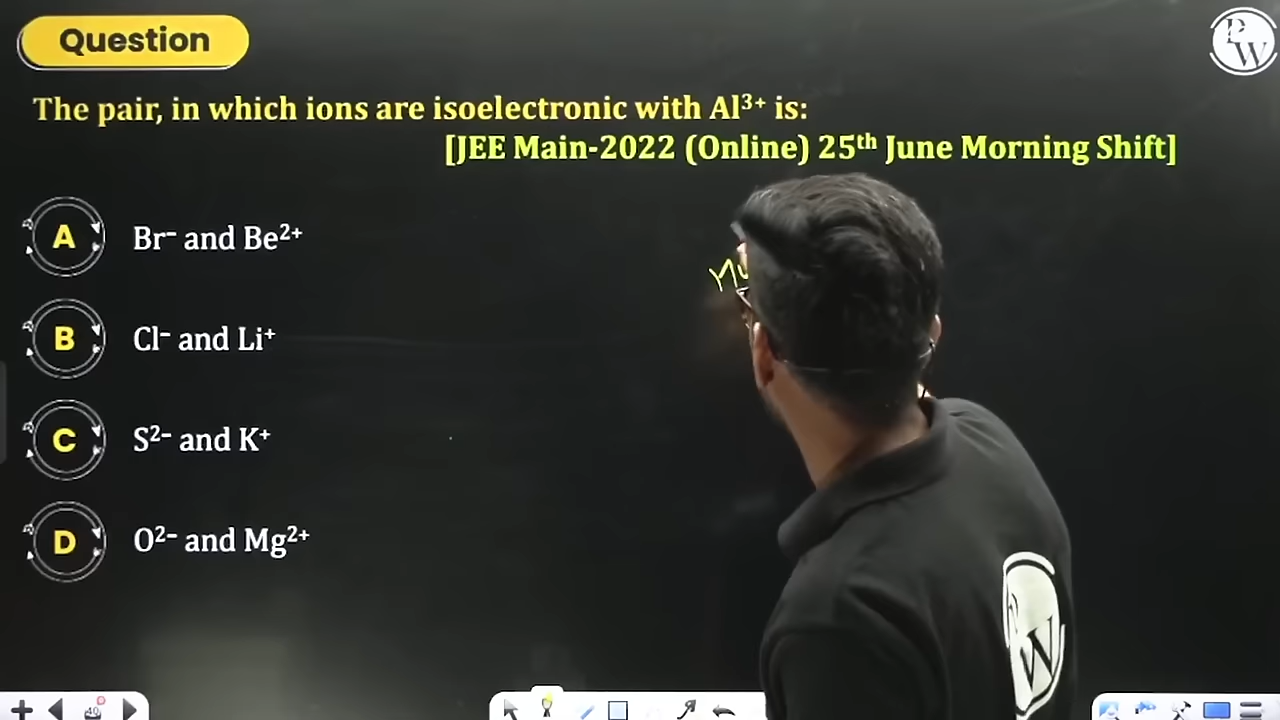 Question
The pair, in which ions are isoelectronic with Al³⁺ is:
[JEE Main-2022 (Online) 25ᵗʰ June Morning Shift]
A Br⁻ and Be²⁺
B Cl⁻ and Li⁺
C S²⁻ and K⁺
D O²⁻ and Mg²⁺
PW